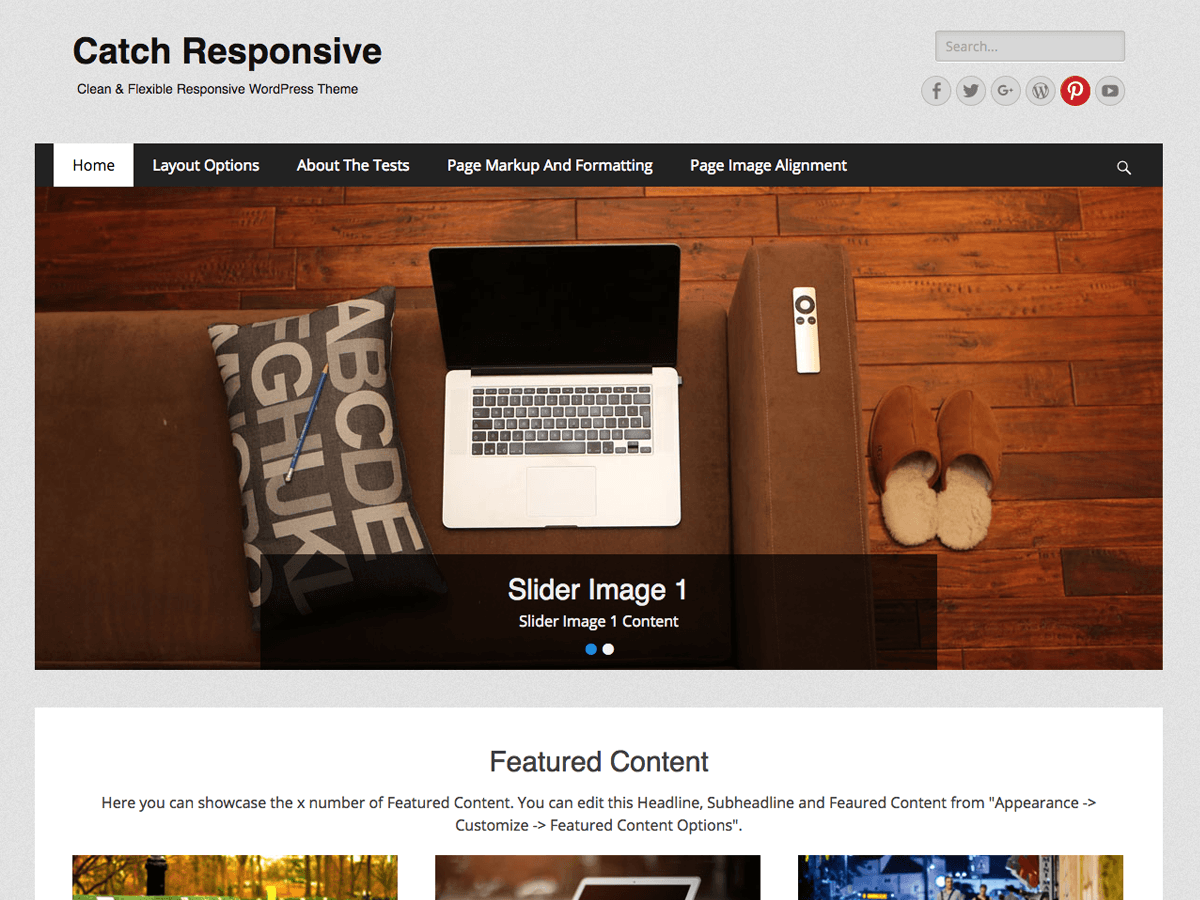 Catch Responsive
Clean & Flexible Responsive WordPress Theme
Search...
Home Layout Options About The Tests Page Markup And Formatting Page Image Alignment
ABCDE
FGHIJKL
Slider Image 1
Slider Image 1 Content
Featured Content
Here you can showcase the x number of Featured Content. You can edit this Headline, Subheadline and Feaured Content from "Appearance ->
Customize -> Featured Content Options".